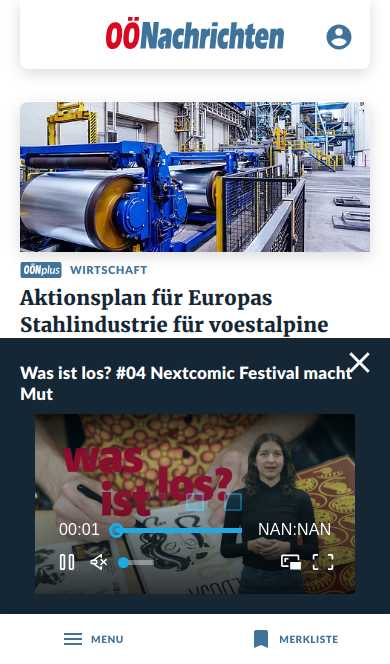 OÖNachrichten
OÖNplus WIRTSCHAFT
Aktionsplan für Europas
Stahlindustrie für voestalpine
Was ist los? #04 Nextcomic Festival macht
Mut
was
ist los?
00:01 NAN:NAN
MENU MERKLISTE